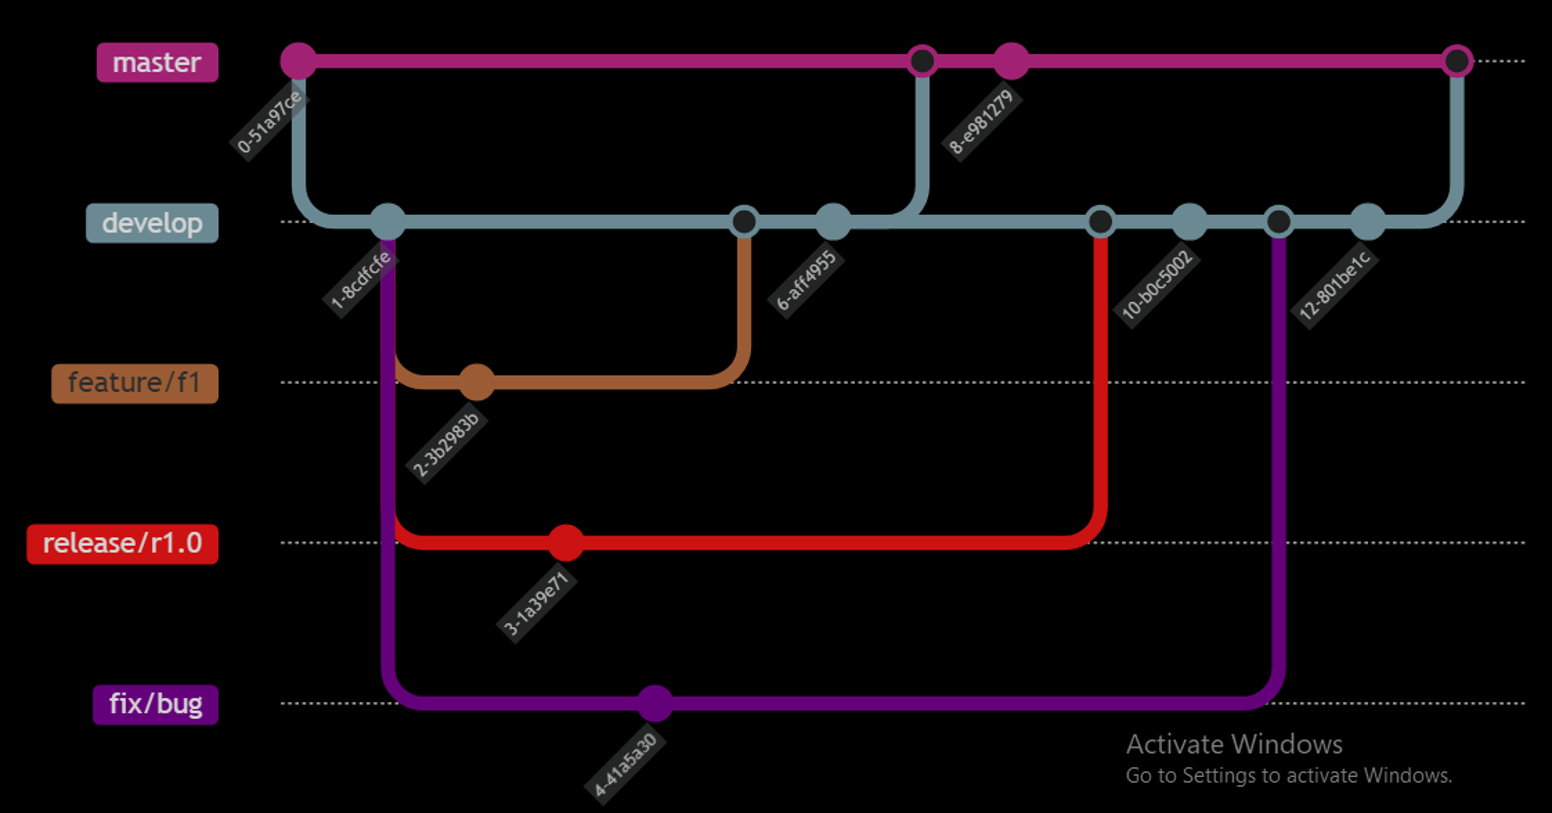 master
0-51a97ce
8-e981279
develop
1-8cdfcfe
6-aff4955
10-b0c5002
12-801be1c
feature/f1
2-3b2983b
release/r1.0
3-1a39e71
fix/bug
4-41a5a30
Activate Windows
Go to Settings to activate Windows.